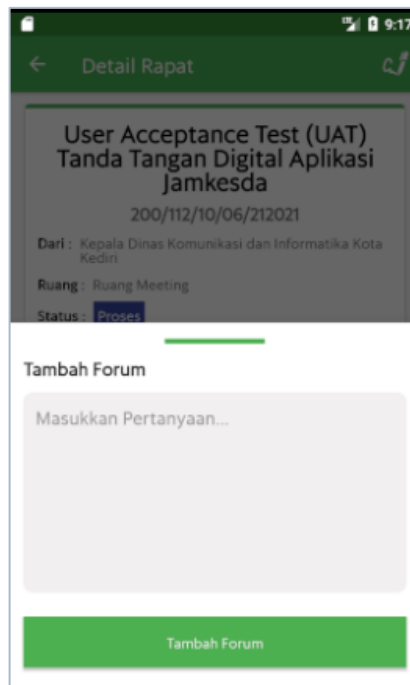 9:17
Detail Rapat
User Acceptance Test (UAT)
Tanda Tangan Digital Aplikasi
Jamkesda
200/112/10/06/212021
Dari : Kepala Dinas Komunikasi dan Informatika Kota
Kediri
Ruang : Ruang Meeting
Status : Proses
Tambah Forum
Masukkan Pertanyaan...
Tambah Forum